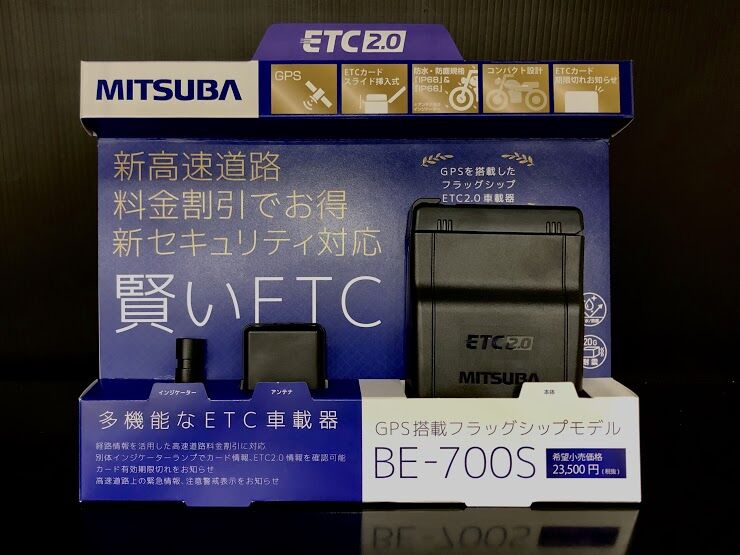 ETC2.0
MITSUBA
GPS
ETCカード
スライド挿入式
防水・防塵規格
「IP68」&
「IP66」
コンパクト設計
ETCカード
期限切れお知らせ
新高速道路
料金割引でお得
新セキュリティ対応
賢いETC
GPSを搭載した
フラッグシップ
ETC2.0車載器
20G
ETC2.0
MITSUBA
インジケーター
アンテナ
本体
多機能なETC車載器
経路情報を活用した高速道路料金割引に対応
別体インジケーターランプでカード情報、ETC2.0情報を確認可能
カード有効期限切れをお知らせ
高速道路上の緊急情報、注意警戒表示をお知らせ
GPS搭載フラッグシップモデル
BE-700S
希望小売価格
23,500円(税抜)